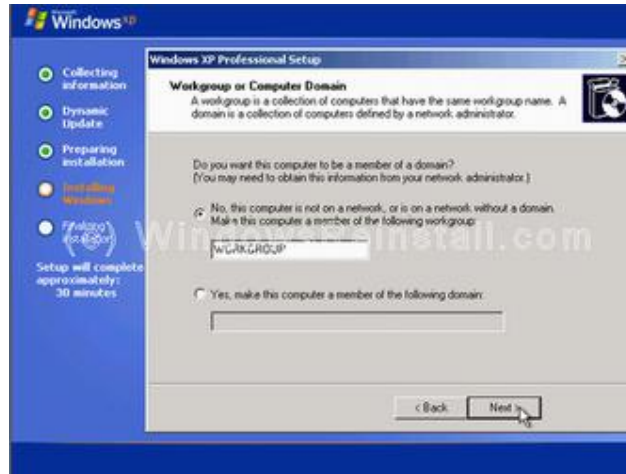 Microsoft
Windows xp
Collecting
information
Dynamic
Update
Preparing
installation
Installing
Windows
Finalizing
installation
Setup will complete
approximately:
30 minutes
Windows XP Professional Setup
Workgroup or Computer Domain
A workgroup is a collection of computers that have the same workgroup name. A
domain is a collection of computers defined by a network administrator.
Do you want this computer to be a member of a domain?
(You may need to obtain this information from your network administrator.)
No, this computer is not on a network, or is on a network without a domain.
Make this computer a member of the following workgroup:
WORKGROUP
Yes, make this computer a member of the following domain:
< Back
Next >